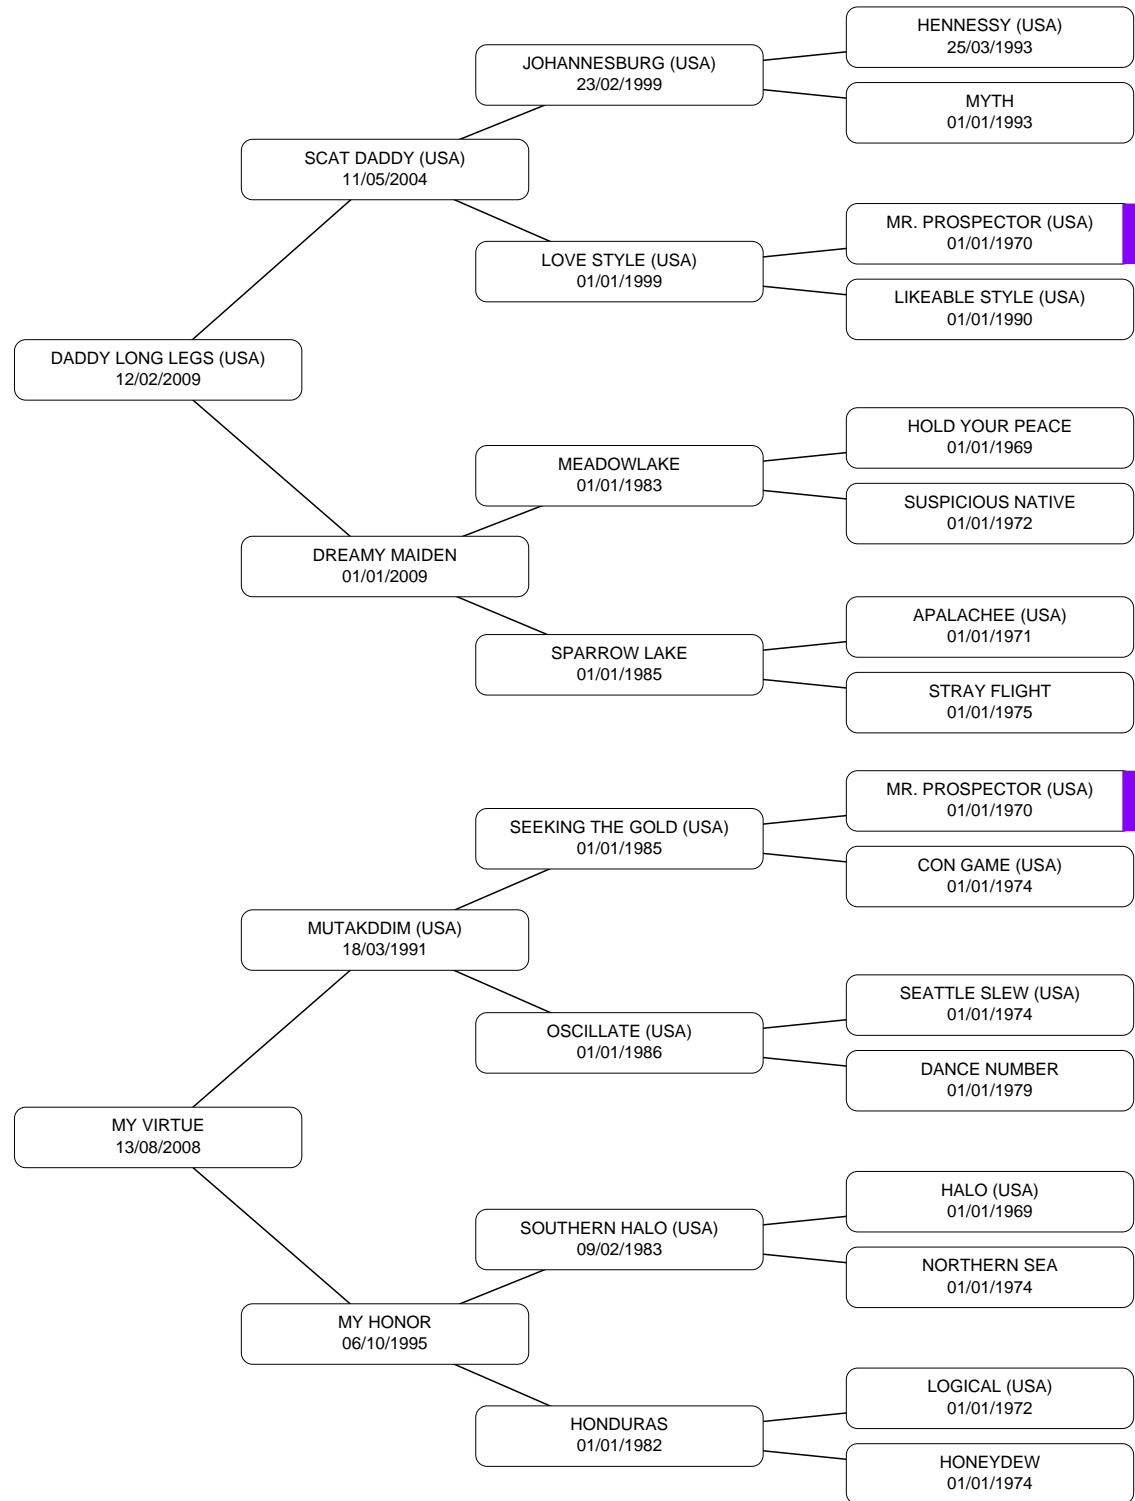 HENNESSY (USA)
25/03/1993
JOHANNESBURG (USA)
23/02/1999
MYTH
01/01/1993
SCAT DADDY (USA)
11/05/2004
MR. PROSPECTOR (USA)
01/01/1970
LOVE STYLE (USA)
01/01/1999
LIKEABLE STYLE (USA)
01/01/1990
DADDY LONG LEGS (USA)
12/02/2009
HOLD YOUR PEACE
01/01/1969
MEADOWLAKE
01/01/1983
SUSPICIOUS NATIVE
01/01/1972
DREAMY MAIDEN
01/01/2009
APALACHEE (USA)
01/01/1971
SPARROW LAKE
01/01/1985
STRAY FLIGHT
01/01/1975
MR. PROSPECTOR (USA)
01/01/1970
SEEKING THE GOLD (USA)
01/01/1985
CON GAME (USA)
01/01/1974
MUTAKDDIM (USA)
18/03/1991
SEATTLE SLEW (USA)
01/01/1974
OSCILLATE (USA)
01/01/1986
DANCE NUMBER
01/01/1979
MY VIRTUE
13/08/2008
HALO (USA)
01/01/1969
SOUTHERN HALO (USA)
09/02/1983
NORTHERN SEA
01/01/1974
MY HONOR
06/10/1995
LOGICAL (USA)
01/01/1972
HONDURAS
01/01/1982
HONEYDEW
01/01/1974